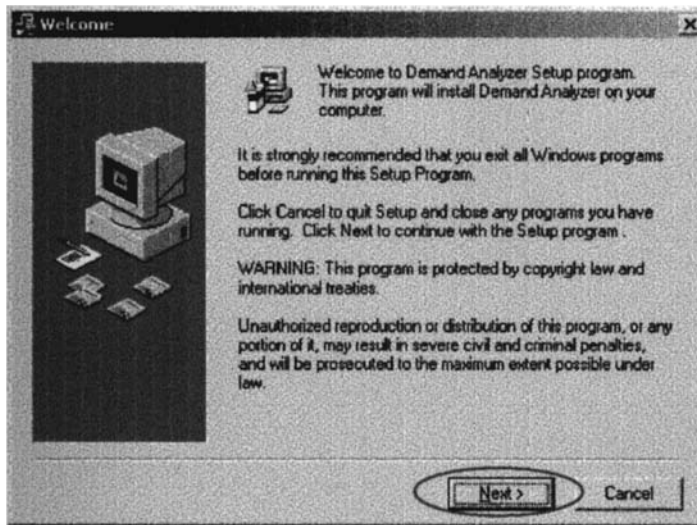 Welcome
Welcome to Demand Analyzer Setup program.
This program will install Demand Analyzer on your
computer.
It is strongly recommended that you exit all Windows programs
before running this Setup Program.
Click Cancel to quit Setup and close any programs you have
running. Click Next to continue with the Setup program .
WARNING: This program is protected by copyright law and
international treaties.
Unauthorized reproduction or distribution of this program, or any
portion of it, may result in severe civil and criminal penalties,
and will be prosecuted to the maximum extent possible under
law.
Next >
Cancel